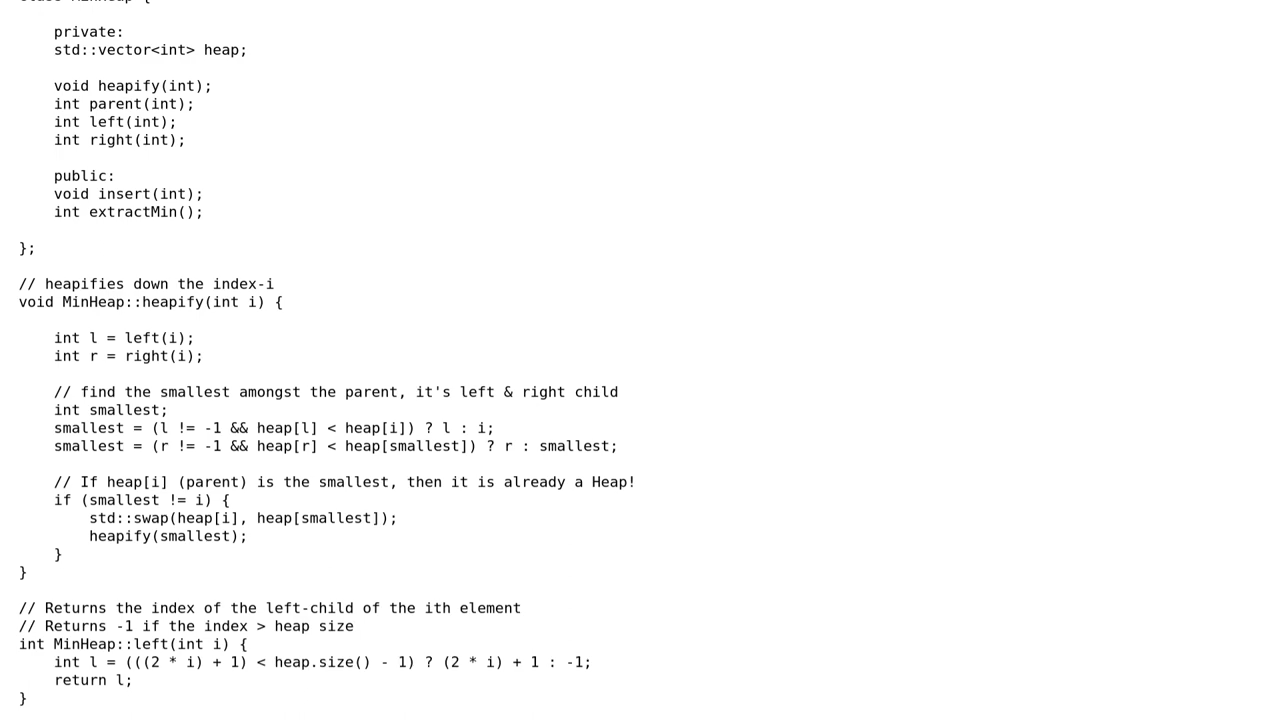 class MinHeap {
private:
std::vector<int> heap;
void heapify(int);
int parent(int);
int left(int);
int right(int);
public:
void insert(int);
int extractMin();
};
// heapifies down the index-i
void MinHeap::heapify(int i) {
int l = left(i);
int r = right(i);
// find the smallest amongst the parent, it's left & right child
int smallest;
smallest = (l != -1 && heap[l] < heap[i]) ? l : i;
smallest = (r != -1 && heap[r] < heap[smallest]) ? r : smallest;
// If heap[i] (parent) is the smallest, then it is already a Heap!
if (smallest != i) {
std::swap(heap[i], heap[smallest]);
heapify(smallest);
}
}
// Returns the index of the left-child of the ith element
// Returns -1 if the index > heap size
int MinHeap::left(int i) {
int l = (((2 * i) + 1) < heap.size() - 1) ? (2 * i) + 1 : -1;
return l;
}